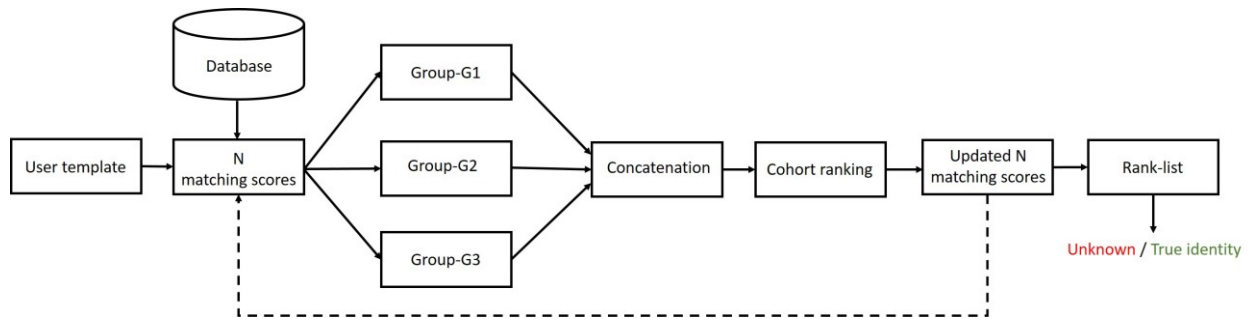 Database
User template
N
matching scores
Group-G1
Group-G2
Group-G3
Concatenation
Cohort ranking
Updated N
matching scores
Rank-list
Unknown / True identity